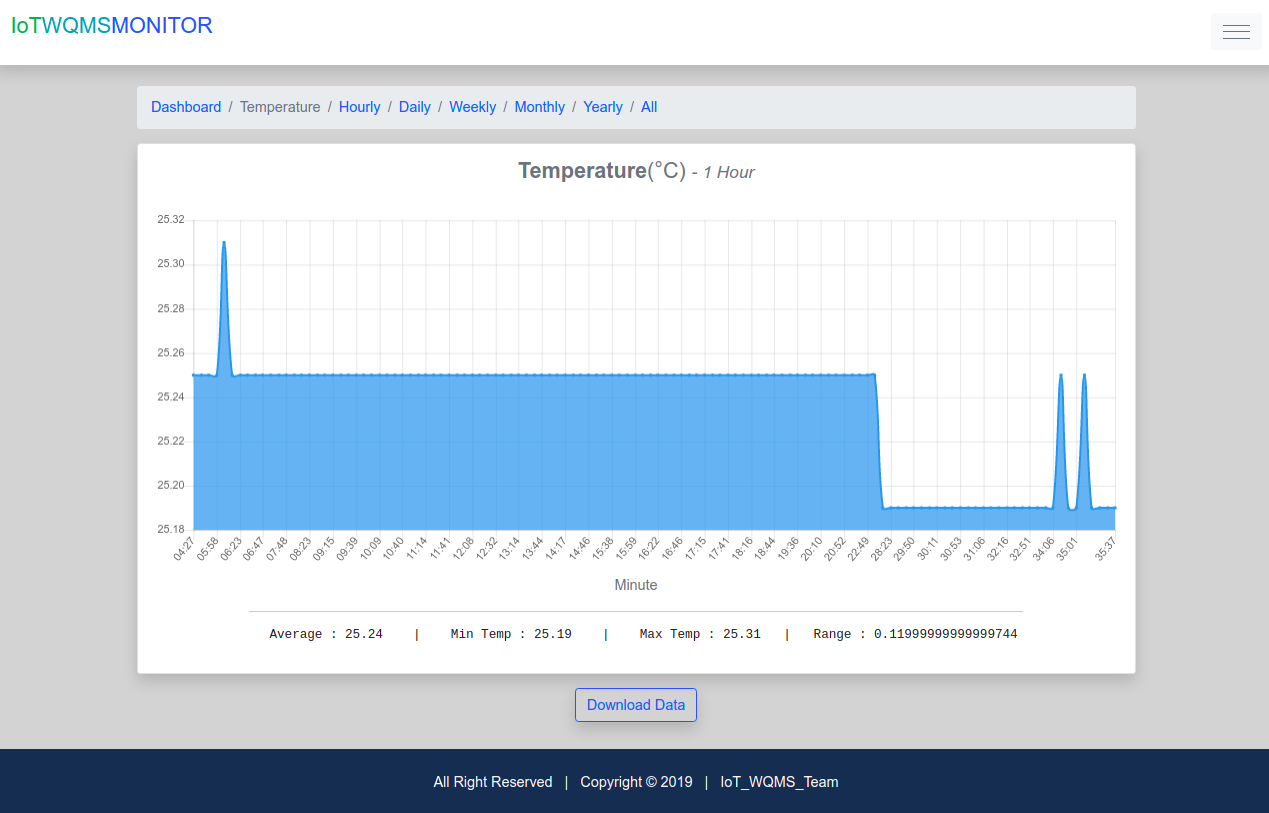 IoTWQMSMONITOR
Dashboard / Temperature / Hourly / Daily / Weekly / Monthly / Yearly / All
Temperature(°C) - 1 Hour
25.32
25.30
25.28
25.26
25.24
25.22
25.20
25.18
04:27 05:58 06:23 06:47 07:48 08:23 09:15 09:39 10:09 10:40 11:14 11:41 12:08 12:32 13:14 13:44 14:17 14:46 15:38 15:59 16:22 16:46 17:15 17:41 18:16 18:44 19:36 20:10 20:52 22:49 28:23 29:50 30:11 30:53 31:06 32:16 32:51 34:06 35:01 35:37
Minute
Average : 25.24 | Min Temp : 25.19 | Max Temp : 25.31 | Range : 0.11999999999999744
Download Data
All Right Reserved | Copyright © 2019 | IoT_WQMS_Team